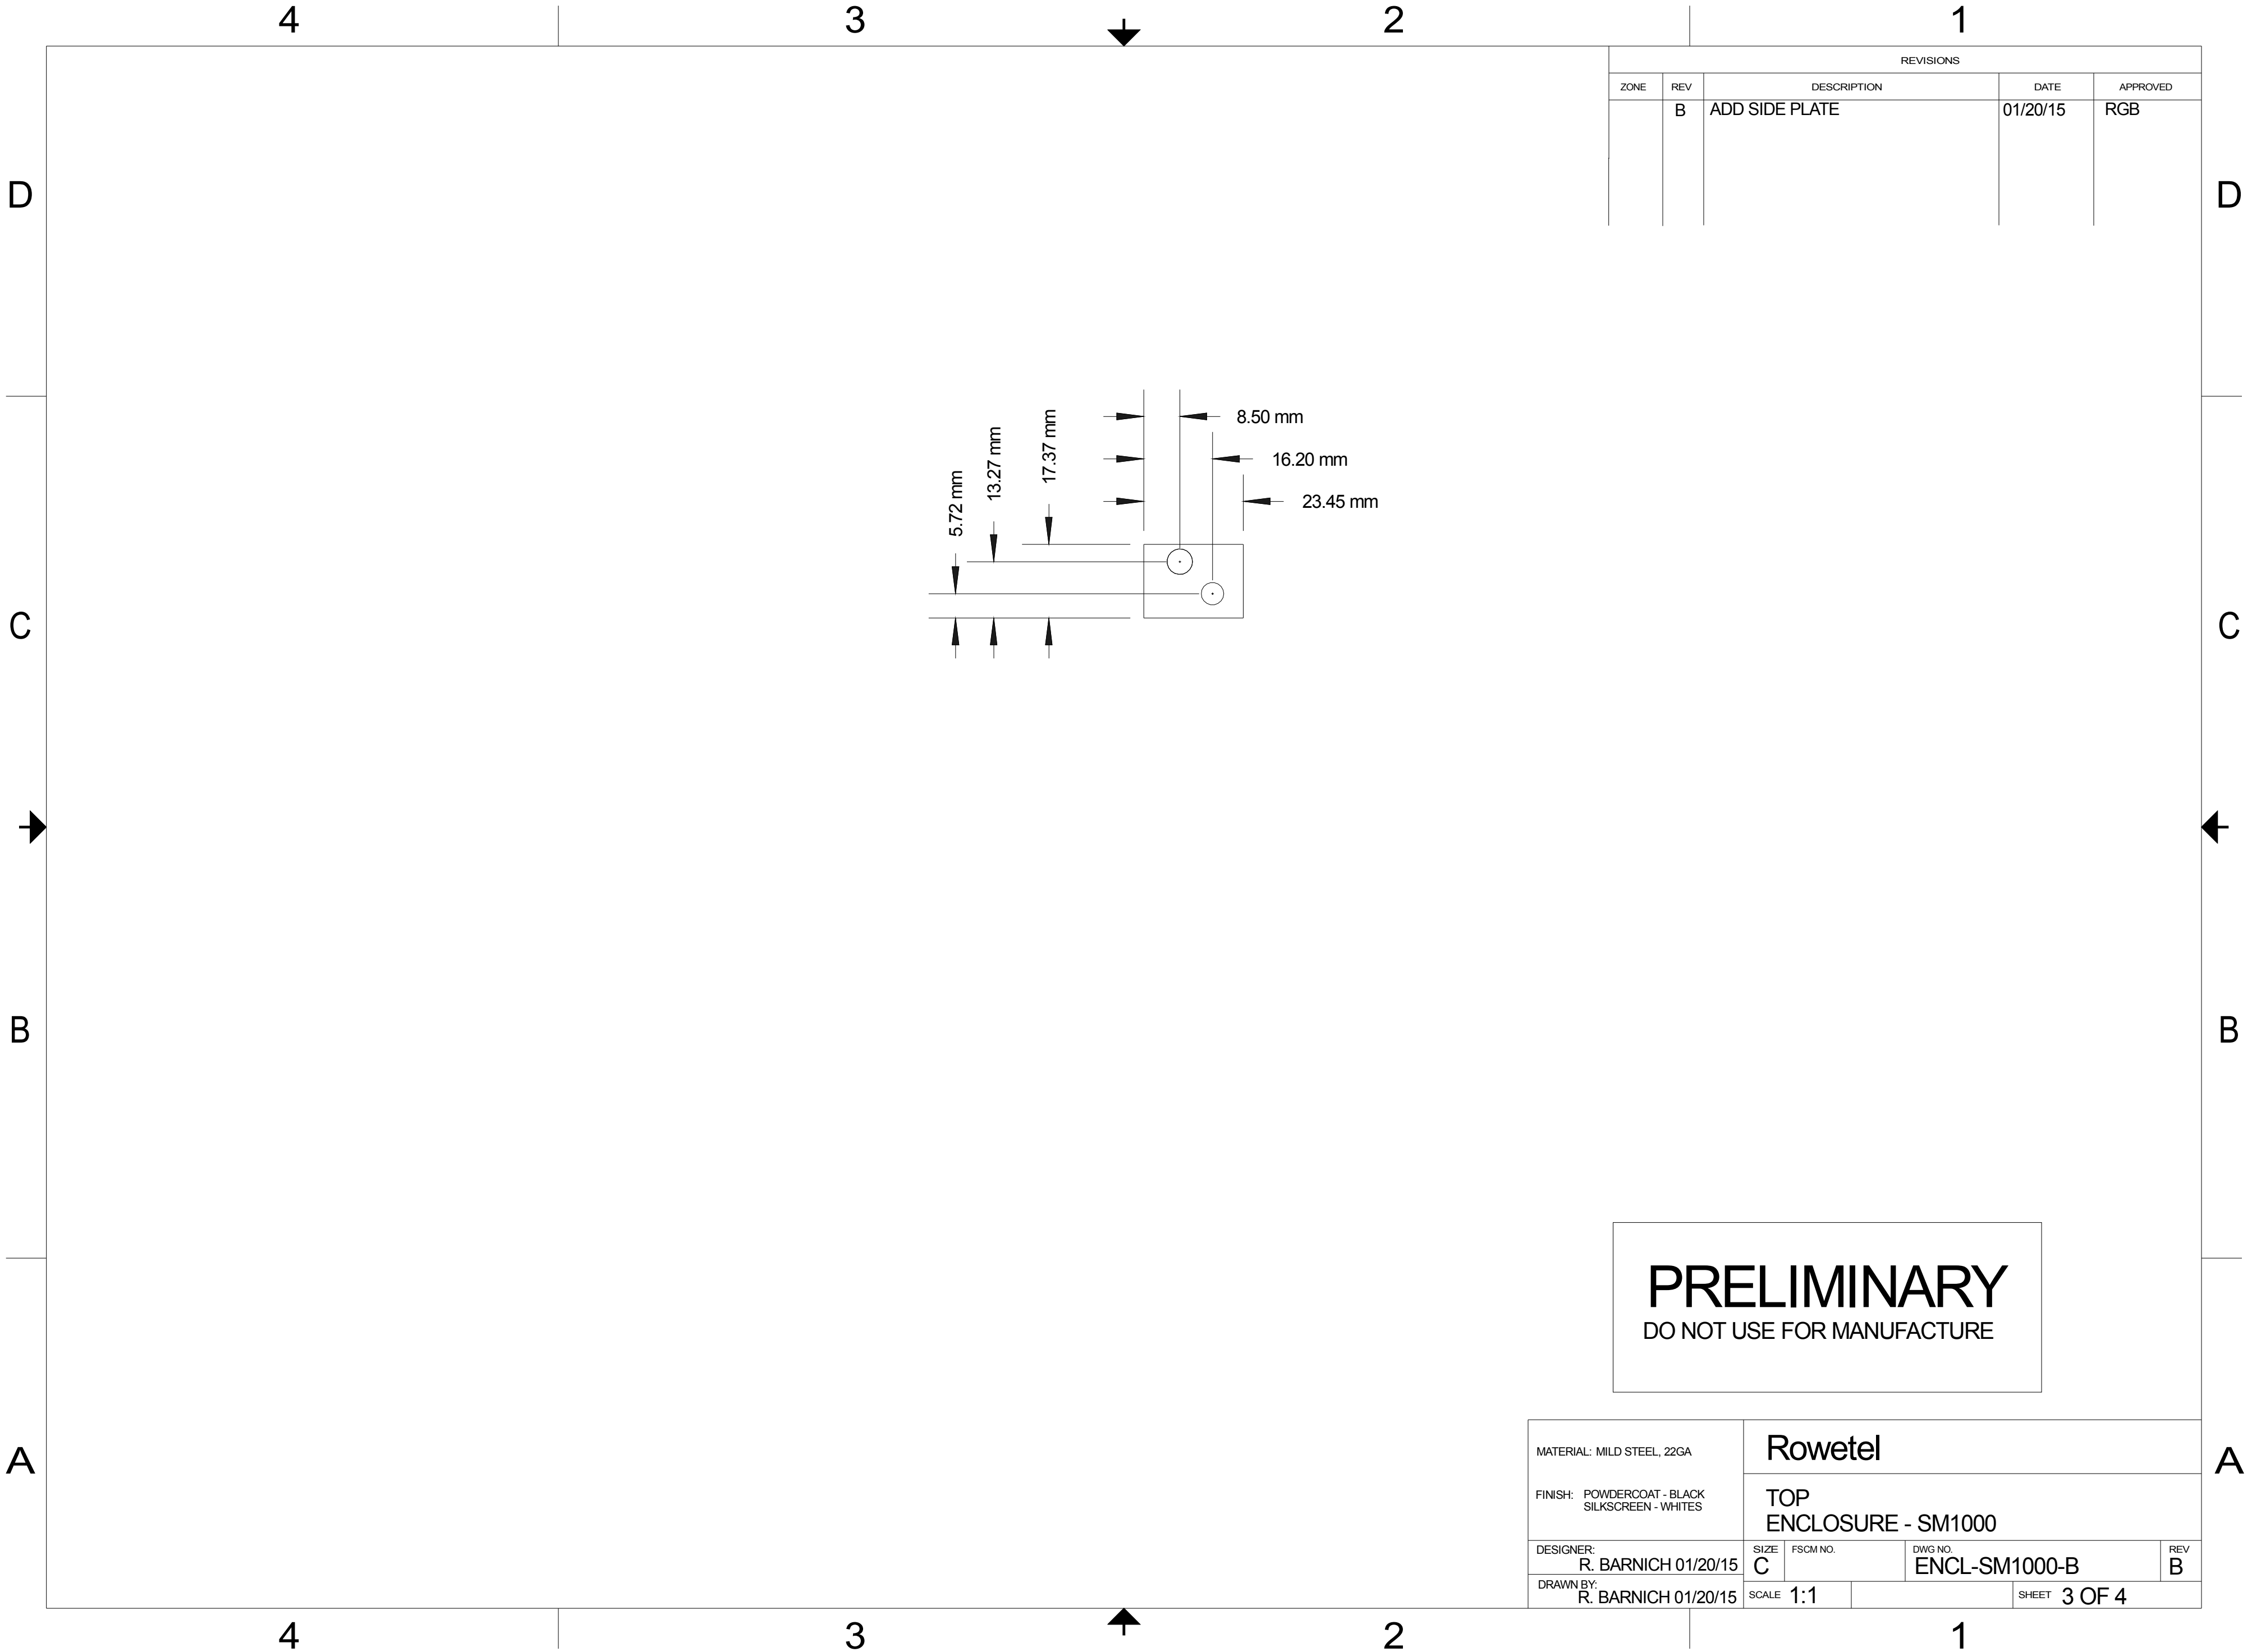 4 3 2 1
REVISIONS
ZONE REV DESCRIPTION DATE APPROVED
B ADD SIDE PLATE 01/20/15 RGB
D D
8.50 mm
16.20 mm
23.45 mm
17.37 mm
13.27 mm
5.72 mm
C C
B B
PRELIMINARY
DO NOT USE FOR MANUFACTURE
A A
MATERIAL: MILD STEEL, 22GA
FINISH: POWDERCOAT - BLACK
SILKSCREEN - WHITES
Rowetel
TOP
ENCLOSURE - SM1000
DESIGNER:
R. BARNICH 01/20/15
DRAWN BY:
R. BARNICH 01/20/15
SIZE FSCM NO. DWG NO. REV
C ENCL-SM1000-B B
SCALE 1:1 SHEET 3 OF 4
4 3 2 1